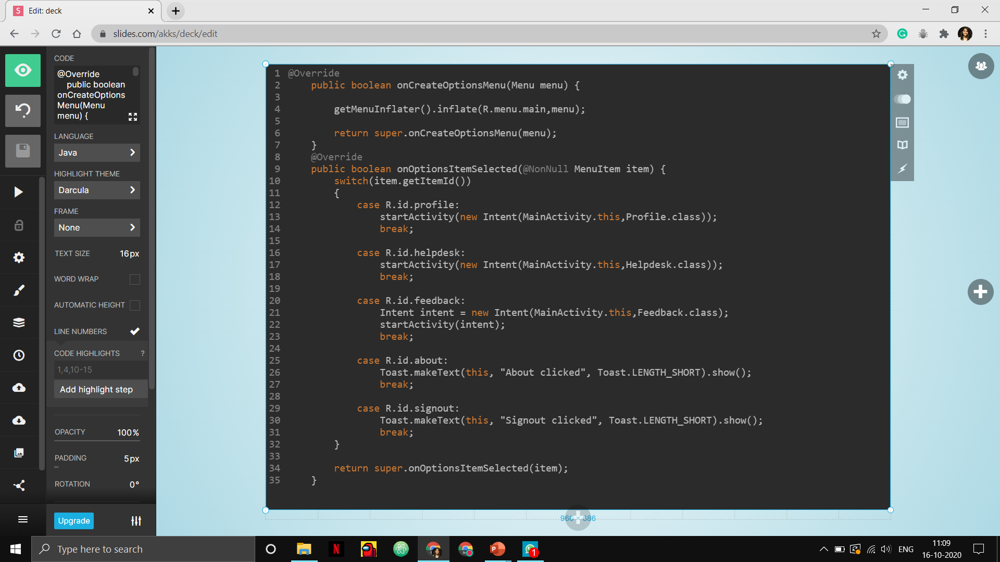 S Edit: deck
slides.com/akks/deck/edit
CODE
@Override
public boolean
onCreateOptions
Menu(Menu
menu) {
LANGUAGE
Java
HIGHLIGHT THEME
Darcula
FRAME
None
TEXT SIZE 16px
WORD WRAP
AUTOMATIC HEIGHT
LINE NUMBERS
CODE HIGHLIGHTS ?
1,4,10-15
Add highlight step
OPACITY 100%
PADDING 5px
ROTATION 0°
Upgrade
1 @Override
2     public boolean onCreateOptionsMenu(Menu menu) {
3
4         getMenuInflater().inflate(R.menu.main,menu);
5
6         return super.onCreateOptionsMenu(menu);
7     }
8     @Override
9     public boolean onOptionsItemSelected(@NonNull MenuItem item) {
10         switch(item.getItemId())
11         {
12             case R.id.profile:
13                 startActivity(new Intent(MainActivity.this,Profile.class));
14                 break;
15
16             case R.id.helpdesk:
17                 startActivity(new Intent(MainActivity.this,Helpdesk.class));
18                 break;
19
20             case R.id.feedback:
21                 Intent intent = new Intent(MainActivity.this,Feedback.class);
22                 startActivity(intent);
23                 break;
24
25             case R.id.about:
26                 Toast.makeText(this, "About clicked", Toast.LENGTH_SHORT).show();
27                 break;
28
29             case R.id.signout:
30                 Toast.makeText(this, "Signout clicked", Toast.LENGTH_SHORT).show();
31                 break;
32         }
33
34         return super.onOptionsItemSelected(item);
35     }
960 × 686
Type here to search
N
P
1
ENG
11:09
16-10-2020